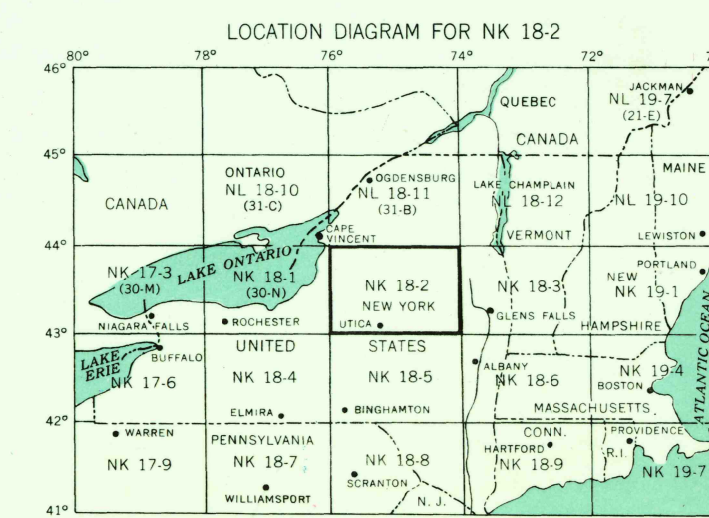 LOCATION DIAGRAM FOR NK 18-2
80° 78° 76° 74° 72°
46°
JACKMAN
NL 19-7
(21-E)
QUEBEC
CANADA
45°
MAINE
ONTARIO
NL 18-10
(31-C)
OGDENSBURG
NL 18-11
(31-B)
LAKE CHAMPLAIN
NL 18-12
NL 19-10
CANADA
CAPE
VINCENT
VERMONT
LEWISTON
44°
LAKE ONTARIO
NK 17-3
(30-M)
NK 18-1
(30-N)
NK 18-2
NEW YORK
UTICA
NK 18-3
GLENS FALLS
PORTLAND
NEW
NK 19-1
HAMPSHIRE
NIAGARA FALLS
ROCHESTER
43°
ATLANTIC OCEAN
UNITED STATES
LAKE
ERIE
BUFFALO
NK 17-6
NK 18-4
NK 18-5
ALBANY
NK 18-6
NK 19-4
BOSTON
ELMIRA
BINGHAMTON
MASSACHUSETTS
42°
WARREN
PENNSYLVANIA
CONN.
PROVIDENCE
HARTFORD
R.I.
NK 17-9
NK 18-7
NK 18-8
NK 18-9
NK 19-7
WILLIAMSPORT
SCRANTON
N. J.
41°